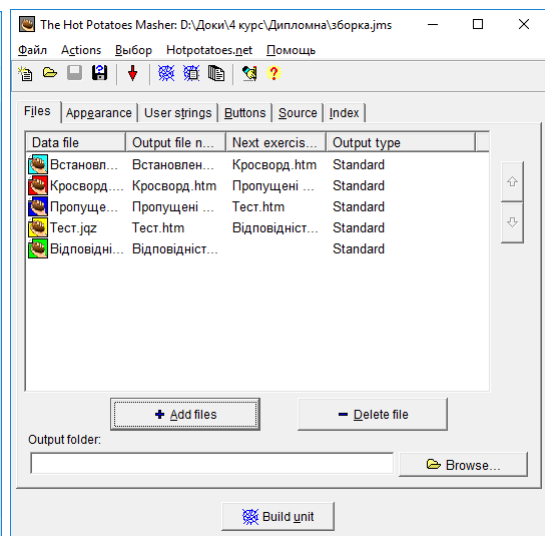 The Hot Potatoes Masher: D:\Доки\4 курс\Дипломна\зборка.jms
Файл Actions Выбор Hotpotatoes.net Помощь
Files Appearance User strings Buttons Source Index
Data file Output file n... Next exercis... Output type
Встановл... Встановлен... Кросворд.htm Standard
Кросворд.... Кросворд.htm Пропущені ... Standard
Пропуще... Пропущені ... Тест.htm Standard
Тест.jqz Тест.htm Відповідніст... Standard
Відповідні... Відповідніст... Standard
Add files Delete file
Output folder:
Browse...
Build unit